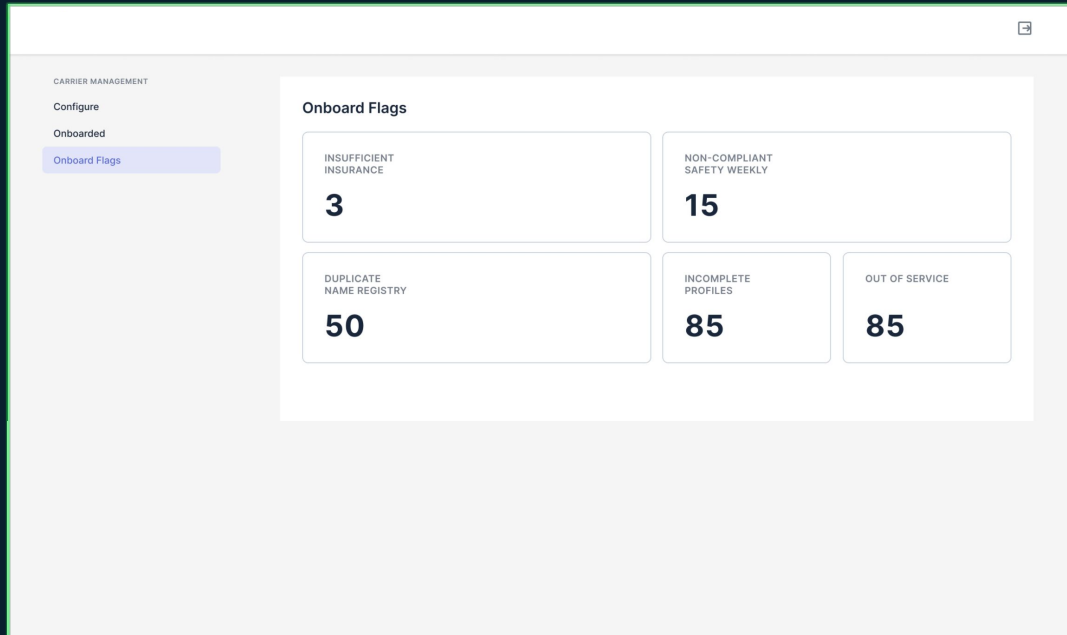 CARRIER MANAGEMENT
Configure
Onboarded
Onboard Flags
Onboard Flags
INSUFFICIENT
INSURANCE
3
NON-COMPLIANT
SAFETY WEEKLY
15
DUPLICATE
NAME REGISTRY
50
INCOMPLETE
PROFILES
85
OUT OF SERVICE
85